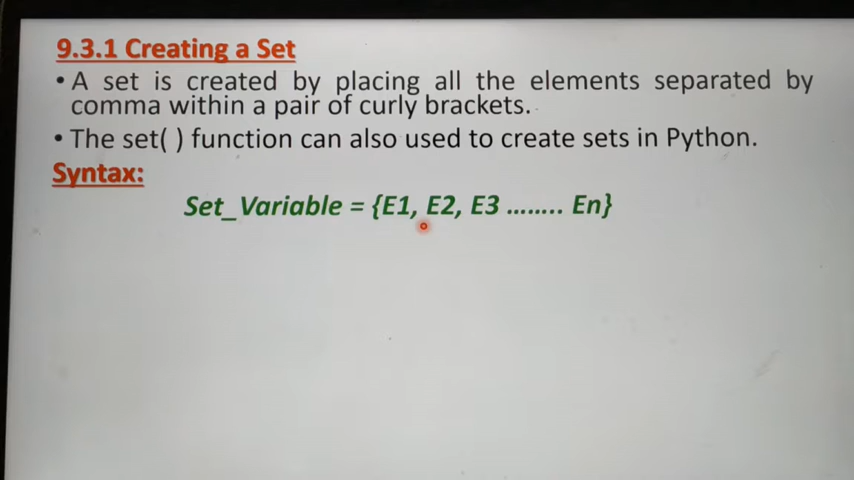 9.3.1 Creating a Set
• A set is created by placing all the elements separated by
comma within a pair of curly brackets.
• The set( ) function can also used to create sets in Python.
Syntax:
Set_Variable = {E1, E2, E3 ........ En}